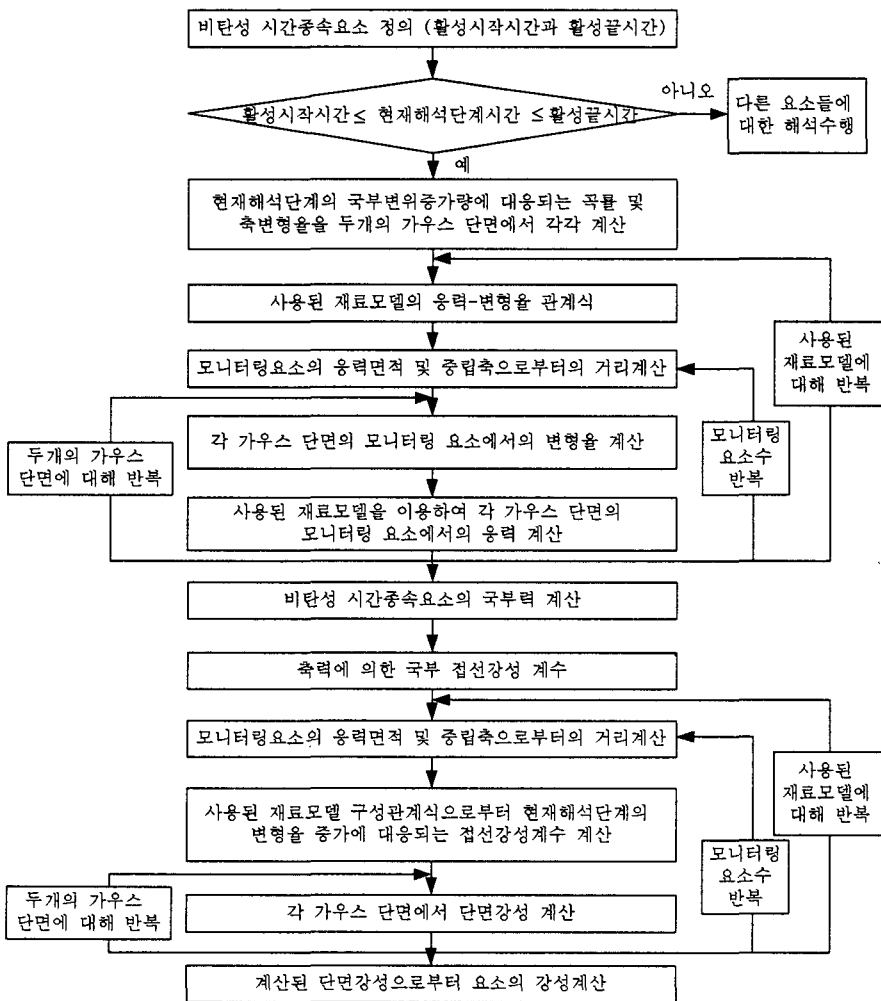 비탄성 시간종속요소 정의 (활성시작시간과 활성끝시간)
아니오
활성시작시간≤ 현재해석단계시간 ≤활성끝시간
다른 요소들에
대한 해석수행
예
현재해석단계의 국부변위증가량에 대응되는 곡률 및
축변형율을 두개의 가우스 단면에서 각각 계산
사용된 재료모델의 응력-변형율 관계식
사용된
재료모델에
대해 반복
모니터링요소의 응력면적 및 중립축으로부터의 거리계산
각 가우스 단면의 모니터링 요소에서의 변형율 계산
모니터링
요소수
반복
두개의 가우스
단면에 대해 반복
사용된 재료모델을 이용하여 각 가우스 단면의
모니터링 요소에서의 응력 계산
비탄성 시간종속요소의 국부력 계산
축력에 의한 국부 접선강성 계수
모니터링요소의 응력면적 및 중립축으로부터의 거리계산
사용된
재료모델에
대해 반복
사용된 재료모델 구성관계식으로부터 현재해석단계의
변형율 증가에 대응되는 접선강성계수 계산
모니터링
요소수
반복
두개의 가우스
단면에 대해 반복
각 가우스 단면에서 단면강성 계산
계산된 단면강성으로부터 요소의 강성계산